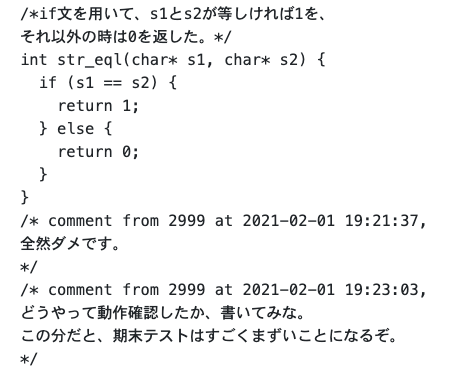 /*if文を用いて、s1とs2が等しければ1を、
それ以外の時は0を返した。*/
int str_eql(char* s1, char* s2) {
  if (s1 == s2) {
    return 1;
  } else {
    return 0;
  }
}
/* comment from 2999 at 2021-02-01 19:21:37,
全然ダメです。
*/
/* comment from 2999 at 2021-02-01 19:23:03,
どうやって動作確認したか、書いてみな。
この分だと、期末テストはすごくまずいことになるぞ。
*/